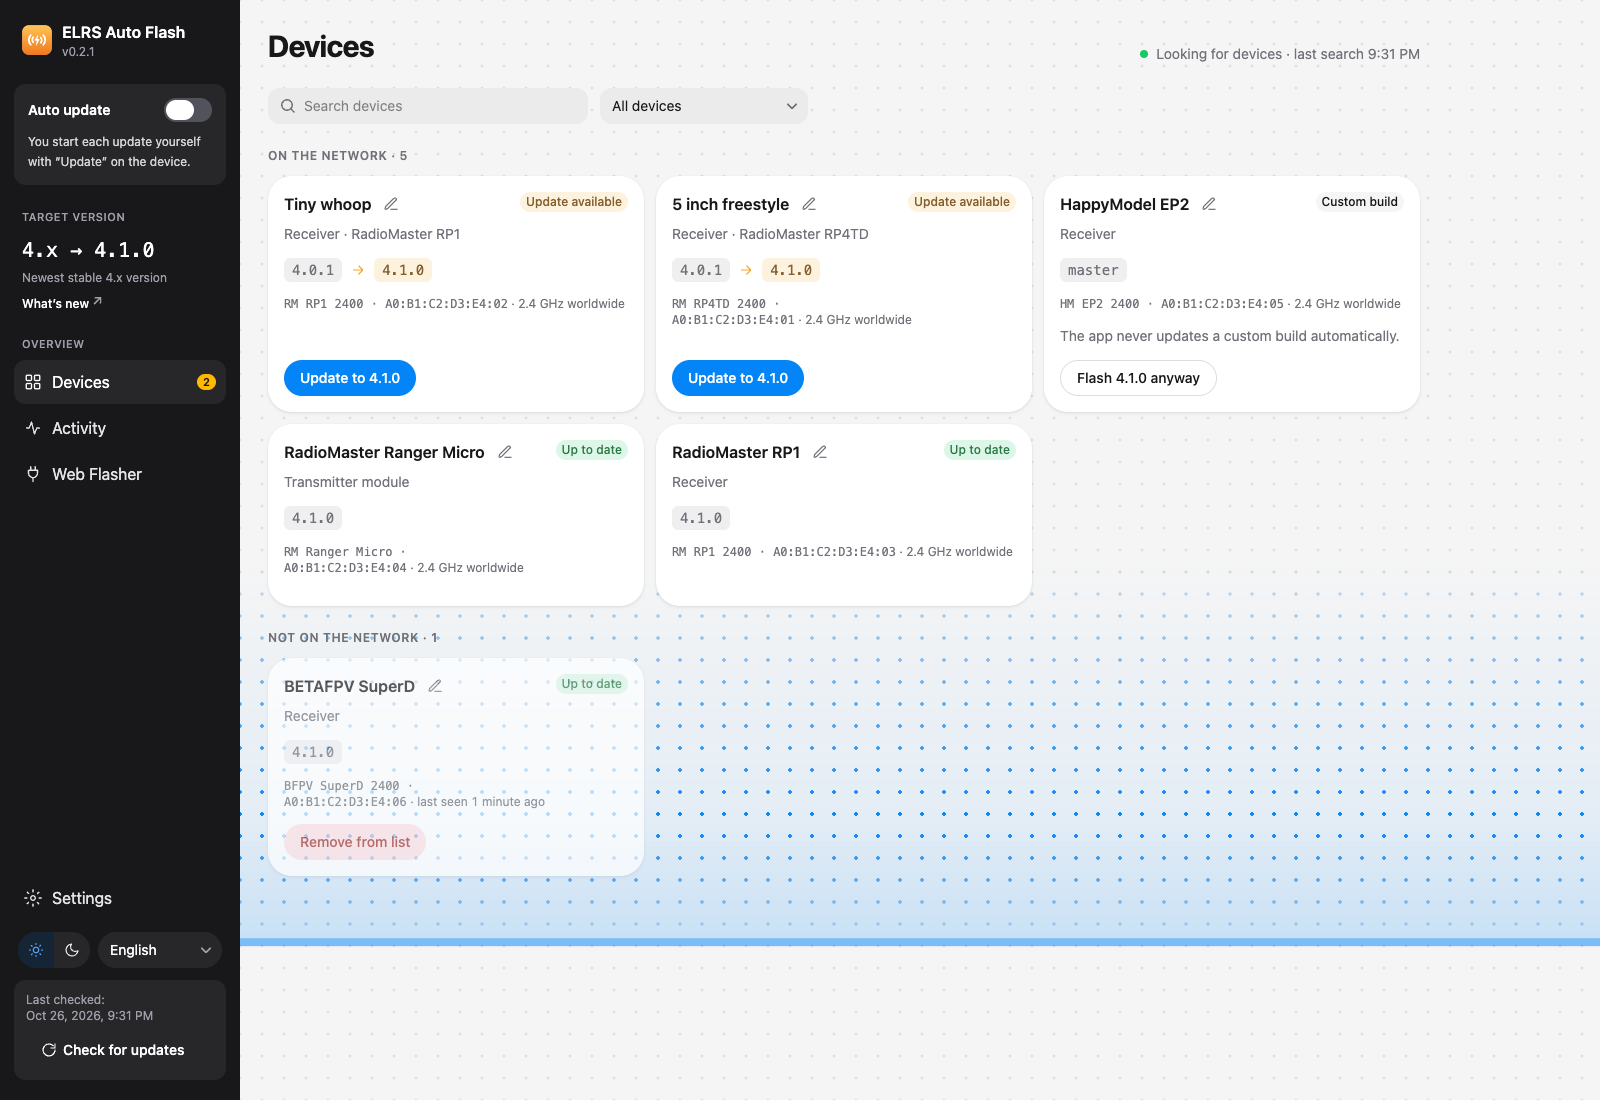 ELRS Auto Flash
v0.2.1
Auto update
You start each update yourself
with "Update" on the device.
TARGET VERSION
4.x → 4.1.0
Newest stable 4.x version
What's new ↗
OVERVIEW
Devices 2
Activity
Web Flasher
Settings
English
Last checked:
Oct 26, 2026, 9:31 PM
Check for updates
Devices
Looking for devices · last search 9:31 PM
Search devices
All devices
ON THE NETWORK · 5
Tiny whoop
Update available
Receiver · RadioMaster RP1
4.0.1 → 4.1.0
RM RP1 2400 · A0:B1:C2:D3:E4:02 · 2.4 GHz worldwide
Update to 4.1.0
5 inch freestyle
Update available
Receiver · RadioMaster RP4TD
4.0.1 → 4.1.0
RM RP4TD 2400 ·
A0:B1:C2:D3:E4:01 · 2.4 GHz worldwide
Update to 4.1.0
HappyModel EP2
Custom build
Receiver
master
HM EP2 2400 · A0:B1:C2:D3:E4:05 · 2.4 GHz worldwide
The app never updates a custom build automatically.
Flash 4.1.0 anyway
RadioMaster Ranger Micro
Up to date
Transmitter module
4.1.0
RM Ranger Micro ·
A0:B1:C2:D3:E4:04 · 2.4 GHz worldwide
RadioMaster RP1
Up to date
Receiver
4.1.0
RM RP1 2400 · A0:B1:C2:D3:E4:03 · 2.4 GHz worldwide
NOT ON THE NETWORK · 1
BETAFPV SuperD
Up to date
Receiver
4.1.0
BFPV SuperD 2400 ·
A0:B1:C2:D3:E4:06 · last seen 1 minute ago
Remove from list